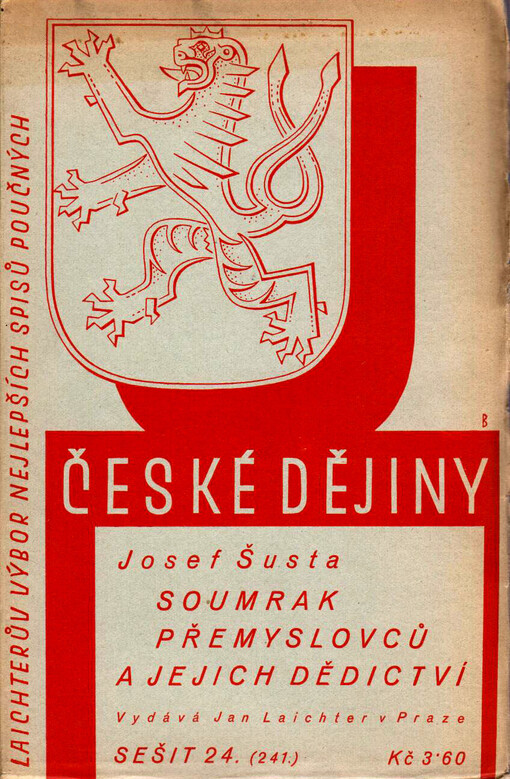 LAICHTERŮV VÝBOR NEJLEPŠÍCH SPISŮ POUČNÝCH
B
ČESKÉ DĚJINY
Josef Šusta
SOUMRAK
PŘEMYSLOVCŮ
A JEJICH DĚDICTVÍ
Vydává Jan Laichter v Praze
SEŠIT 24. (241.)
Kč 3·60